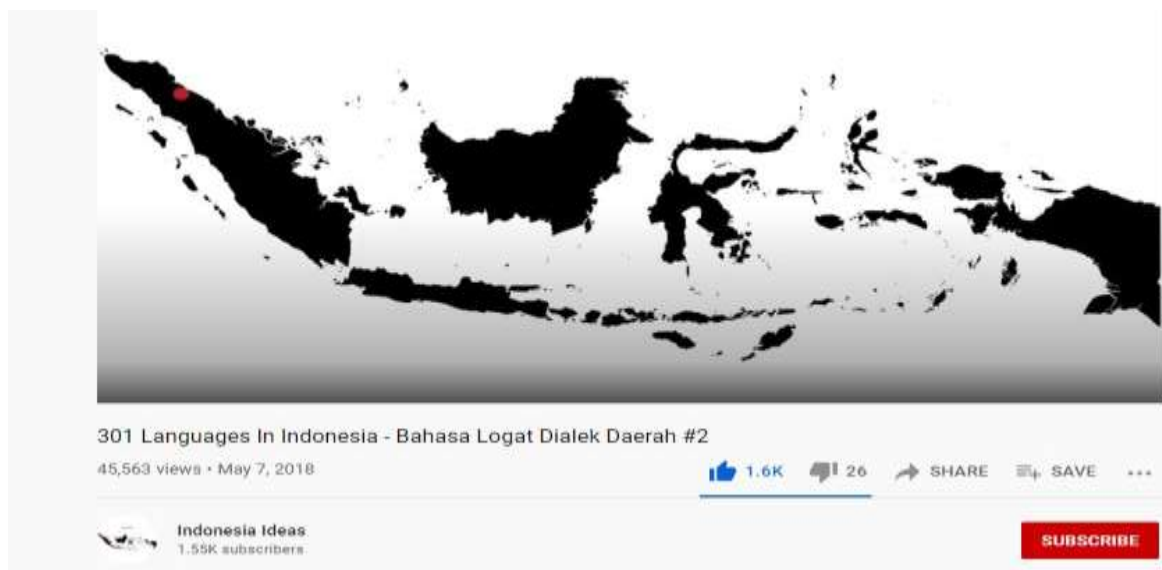 301 Languages In Indonesia - Bahasa Logat Dialek Daerah #2
45,563 views • May 7, 2018
1.6K 26 SHARE SAVE ...
Indonesia Ideas
1.55K subscribers
SUBSCRIBE